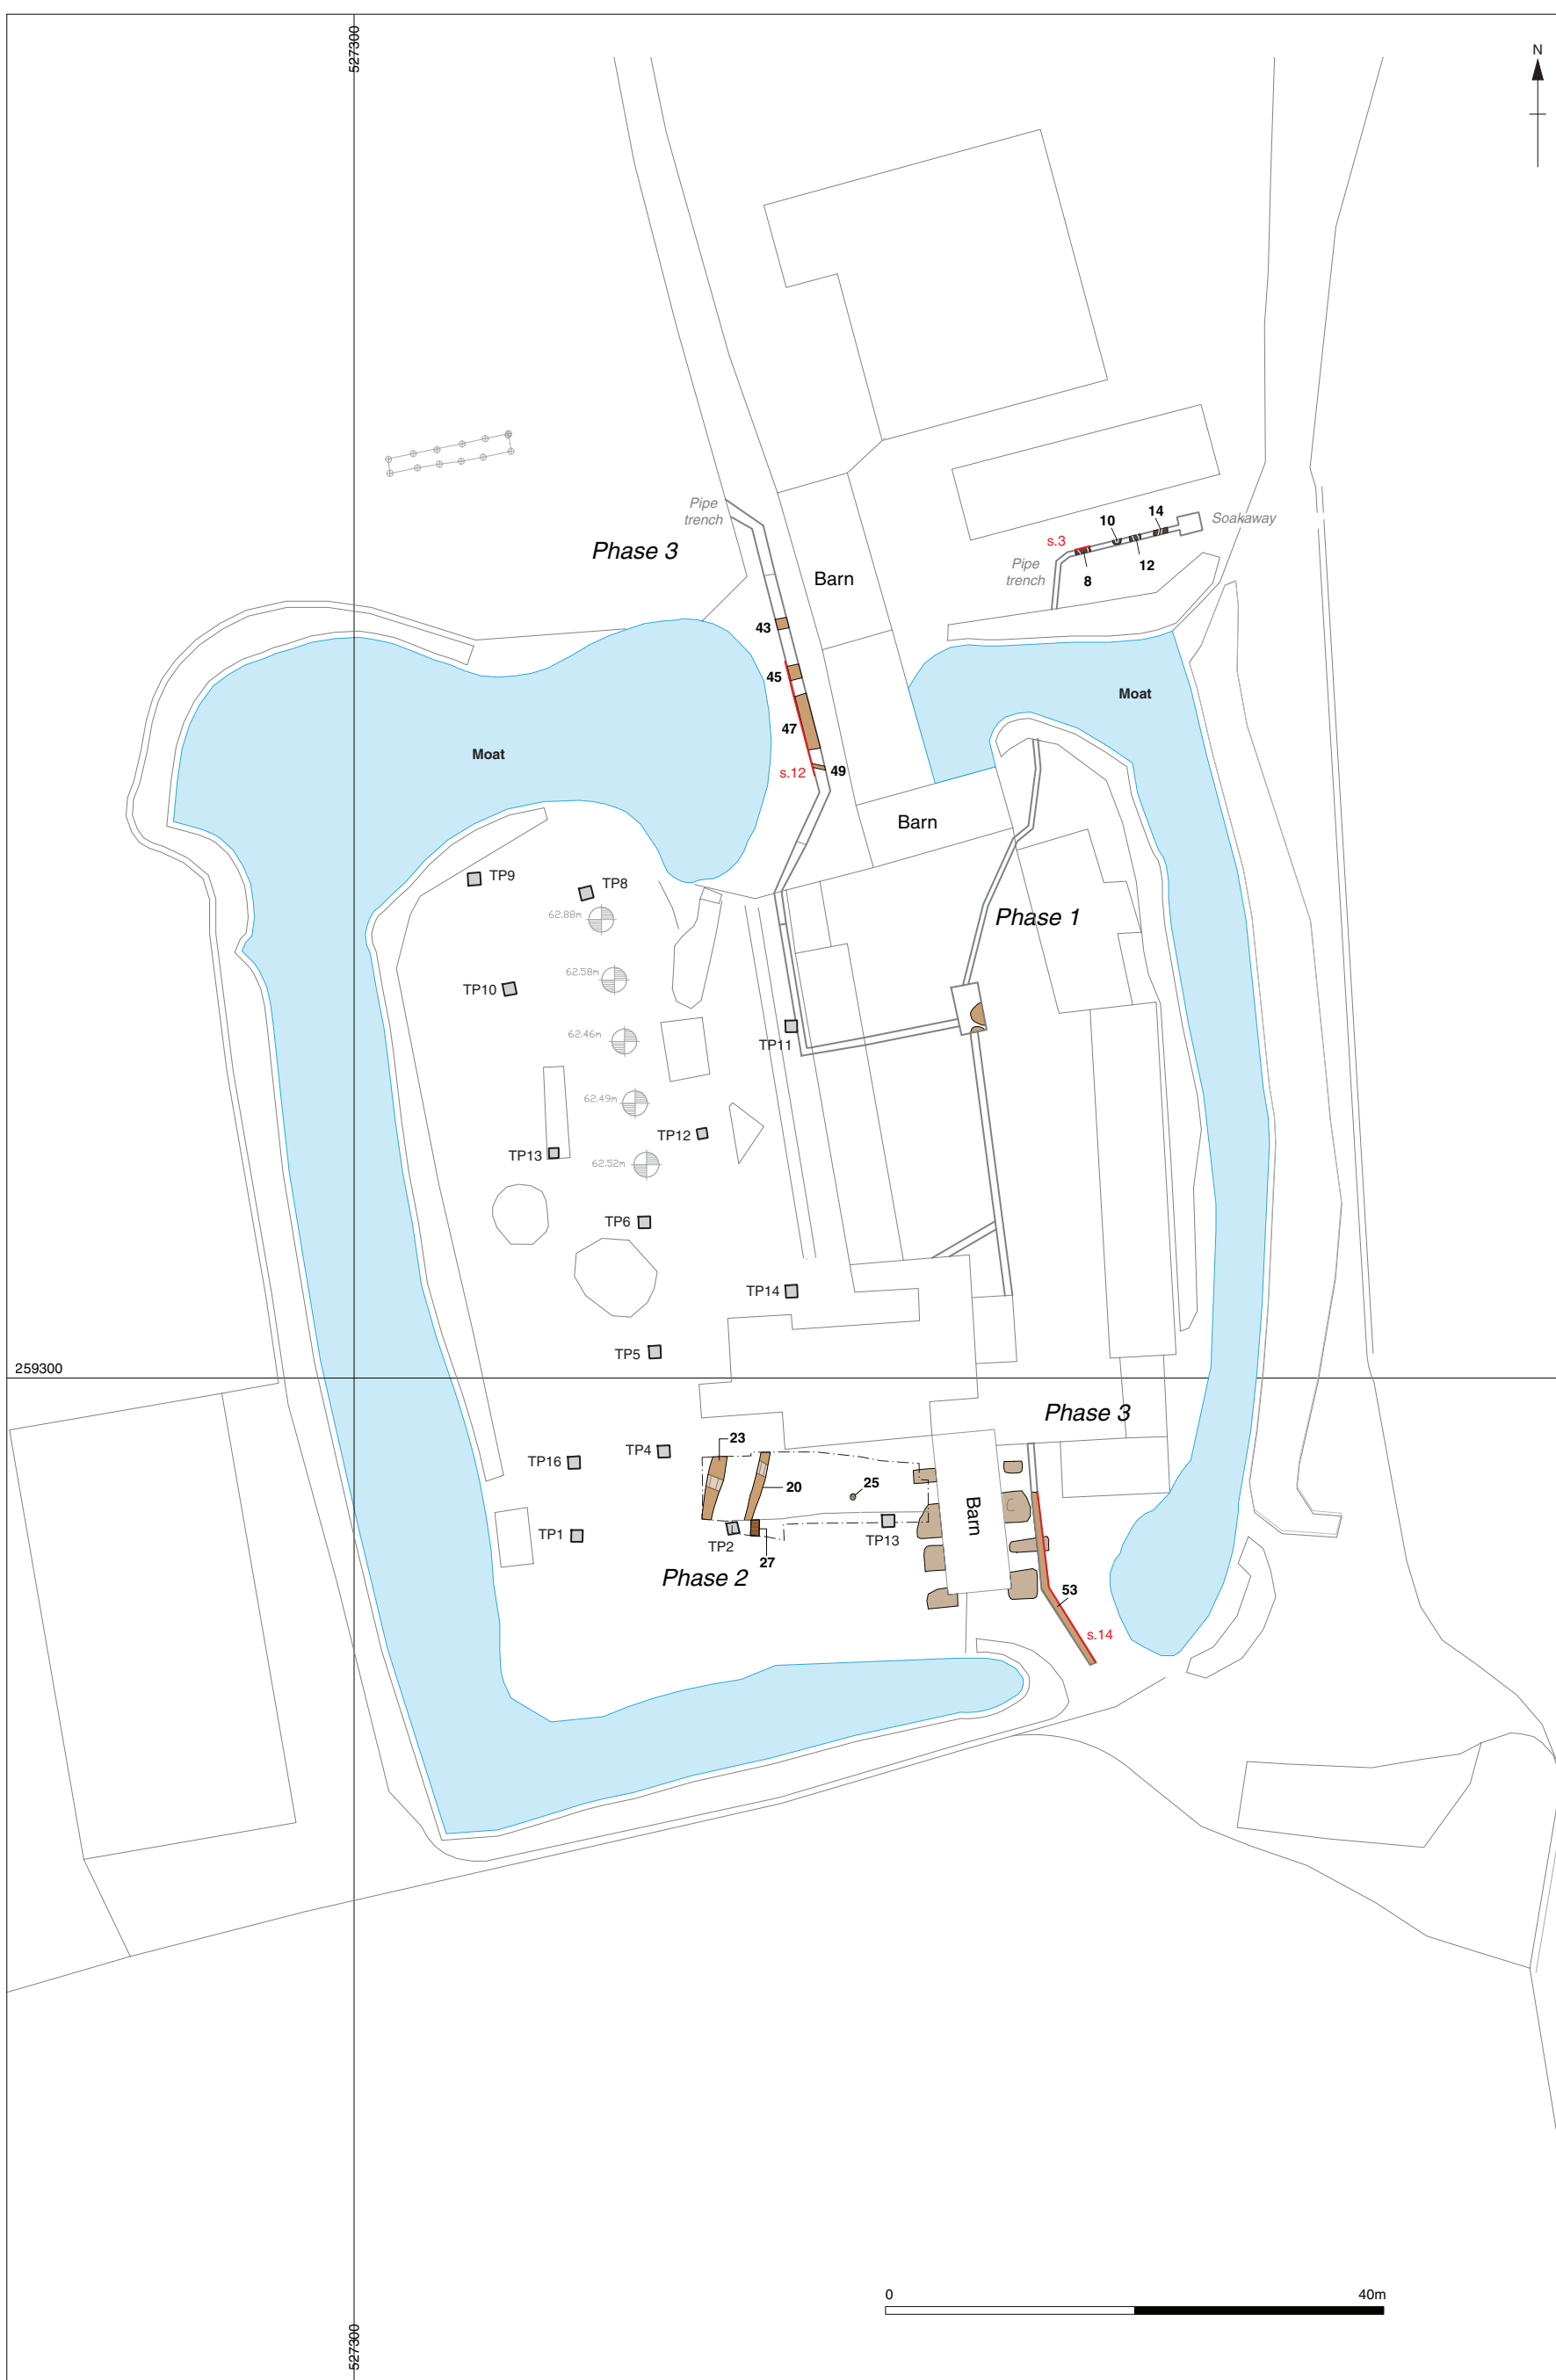 527300
N
Pipe
trench
Phase 3
14
10
Soakaway
s.3
12
8
Pipe
trench
Barn
43
45
Moat
47
Moat
s.12
49
Barn
TP9
TP8
62.88m
Phase 1
62.58m
TP10
62.46m
TP11
62.49m
TP12
TP13
62.52m
TP6
TP14
TP5
259300
Phase 3
23
TP4
TP16
20
25
C
Barn
TP1
TP2
TP13
27
Phase 2
53
s.14
0
40m
527300